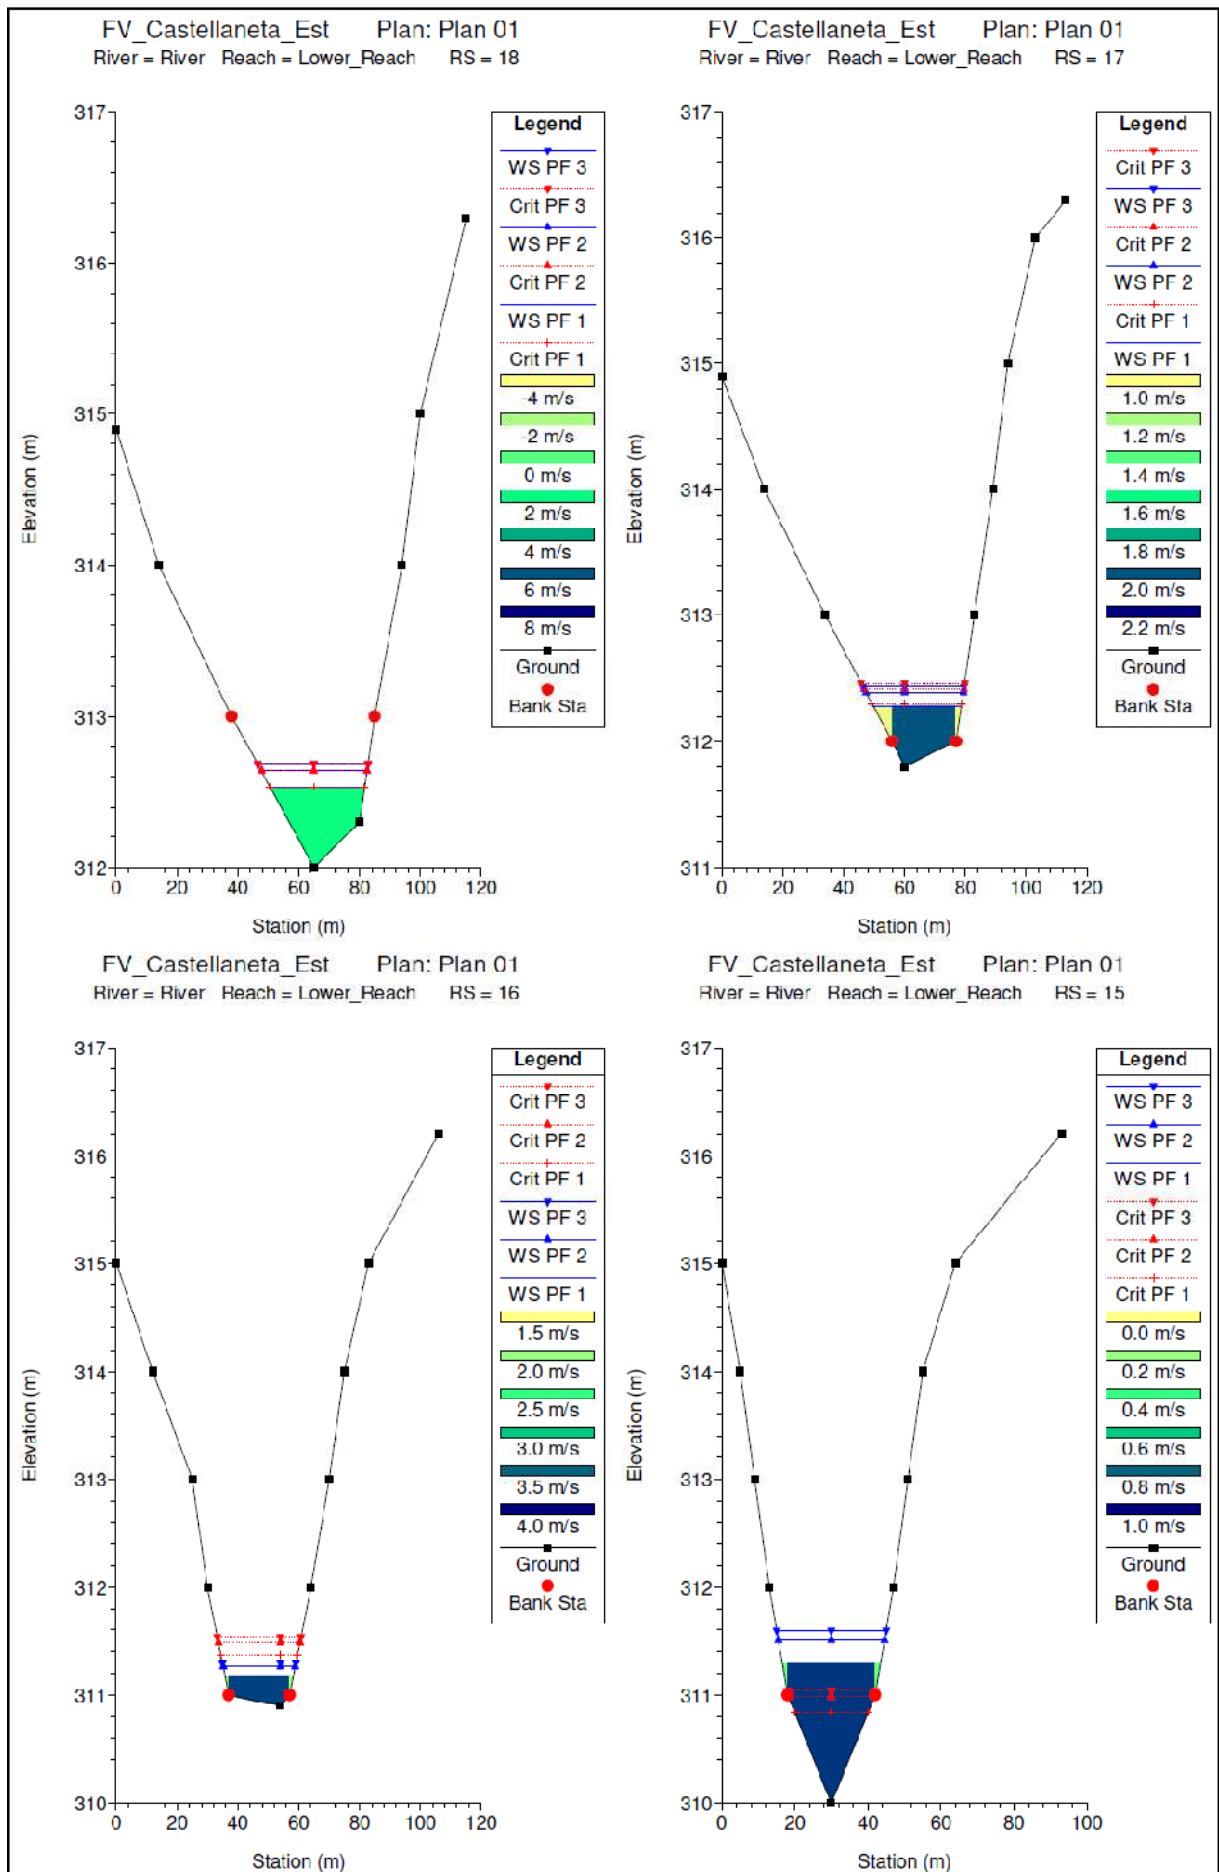 FV_Castellaneta_Est Plan: Plan 01
River = River Reach = Lower_Reach RS = 18
317
316
315
314
313
312
Elevation (m)
0 20 40 60 80 100 120
Station (m)
Legend
WS PF 3
Crit PF 3
WS PF 2
Crit PF 2
WS PF 1
Crit PF 1
-4 m/s
-2 m/s
0 m/s
2 m/s
4 m/s
6 m/s
8 m/s
Ground
Bank Sta
FV_Castellaneta_Est Plan: Plan 01
River = River Reach = Lower_Reach RS = 17
317
316
315
314
313
312
311
Elevation (m)
0 20 40 60 80 100 120
Station (m)
Legend
Crit PF 3
WS PF 3
Crit PF 2
WS PF 2
Crit PF 1
WS PF 1
1.0 m/s
1.2 m/s
1.4 m/s
1.6 m/s
1.8 m/s
2.0 m/s
2.2 m/s
Ground
Bank Sta
FV_Castellaneta_Est Plan: Plan 01
River = River Reach = Lower_Reach RS = 16
317
316
315
314
313
312
311
310
Elevation (m)
0 20 40 60 80 100 120
Station (m)
Legend
Crit PF 3
Crit PF 2
Crit PF 1
WS PF 3
WS PF 2
WS PF 1
1.5 m/s
2.0 m/s
2.5 m/s
3.0 m/s
3.5 m/s
4.0 m/s
Ground
Bank Sta
FV_Castellaneta_Est Plan: Plan 01
River = River Reach = Lower_Reach RS = 15
317
316
315
314
313
312
311
310
Elevation (m)
0 20 40 60 80 100
Station (m)
Legend
WS PF 3
WS PF 2
WS PF 1
Crit PF 3
Crit PF 2
Crit PF 1
0.0 m/s
0.2 m/s
0.4 m/s
0.6 m/s
0.8 m/s
1.0 m/s
Ground
Bank Sta